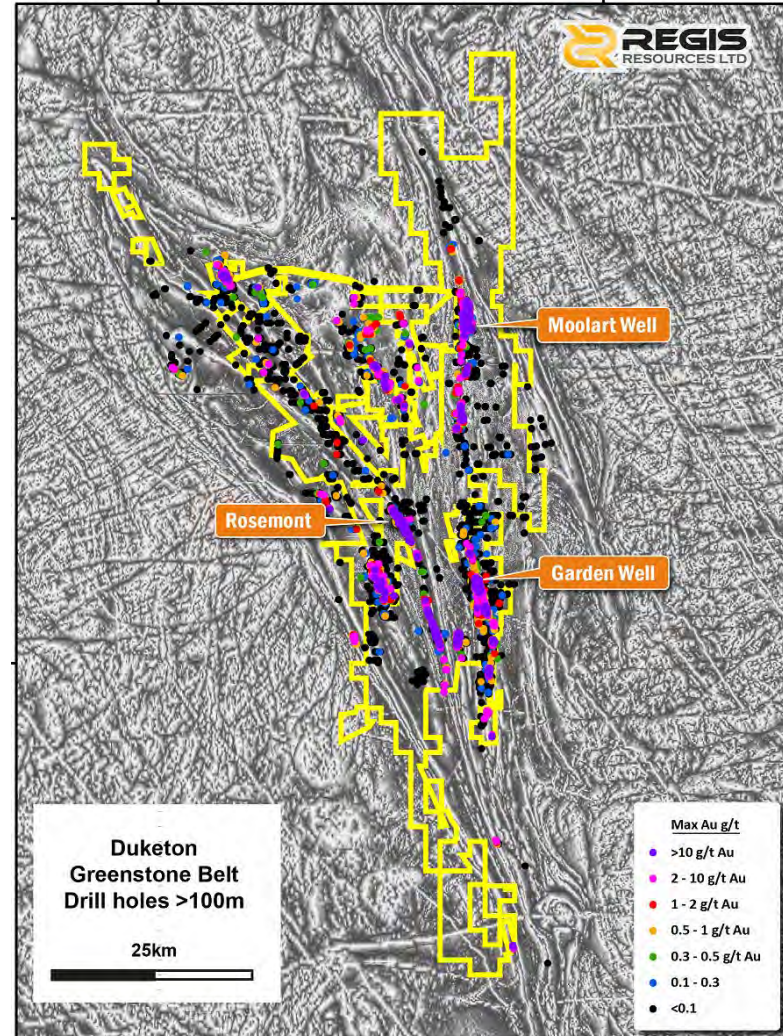 REGIS
RESOURCES LTD
Moolart Well
Rosemont
Garden Well
Duketon
Greenstone Belt
Drill holes >100m
25km
Max Au g/t
>10 g/t Au
2 - 10 g/t Au
1 - 2 g/t Au
0.5 - 1 g/t Au
0.3 - 0.5 g/t Au
0.1 - 0.3
<0.1